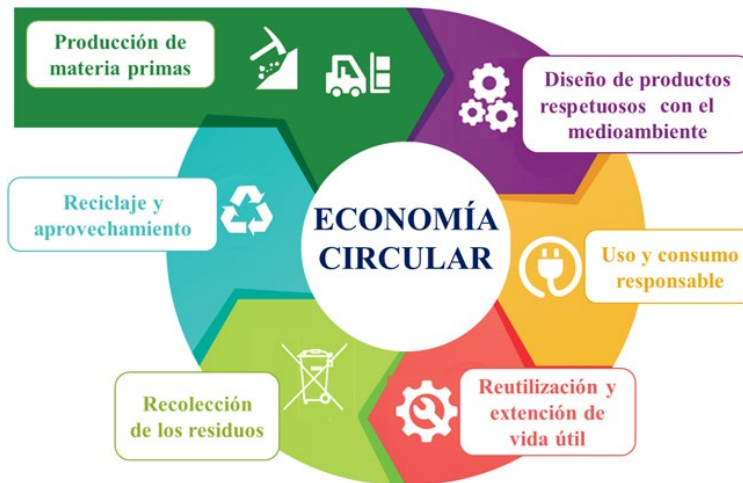 Producción de
materia primas
Diseño de productos
respetuosos con el
medioambiente
ECONOMÍA
CIRCULAR
Reciclaje y
aprovechamiento
Uso y consumo
responsable
Recolección
de los residuos
Reutilización y
extención de
vida útil